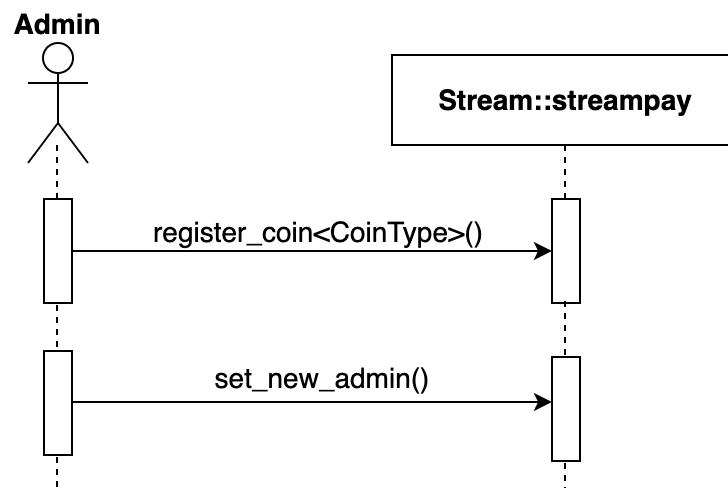 Admin
Stream::streampay
register_coin<CoinType>()
set_new_admin()